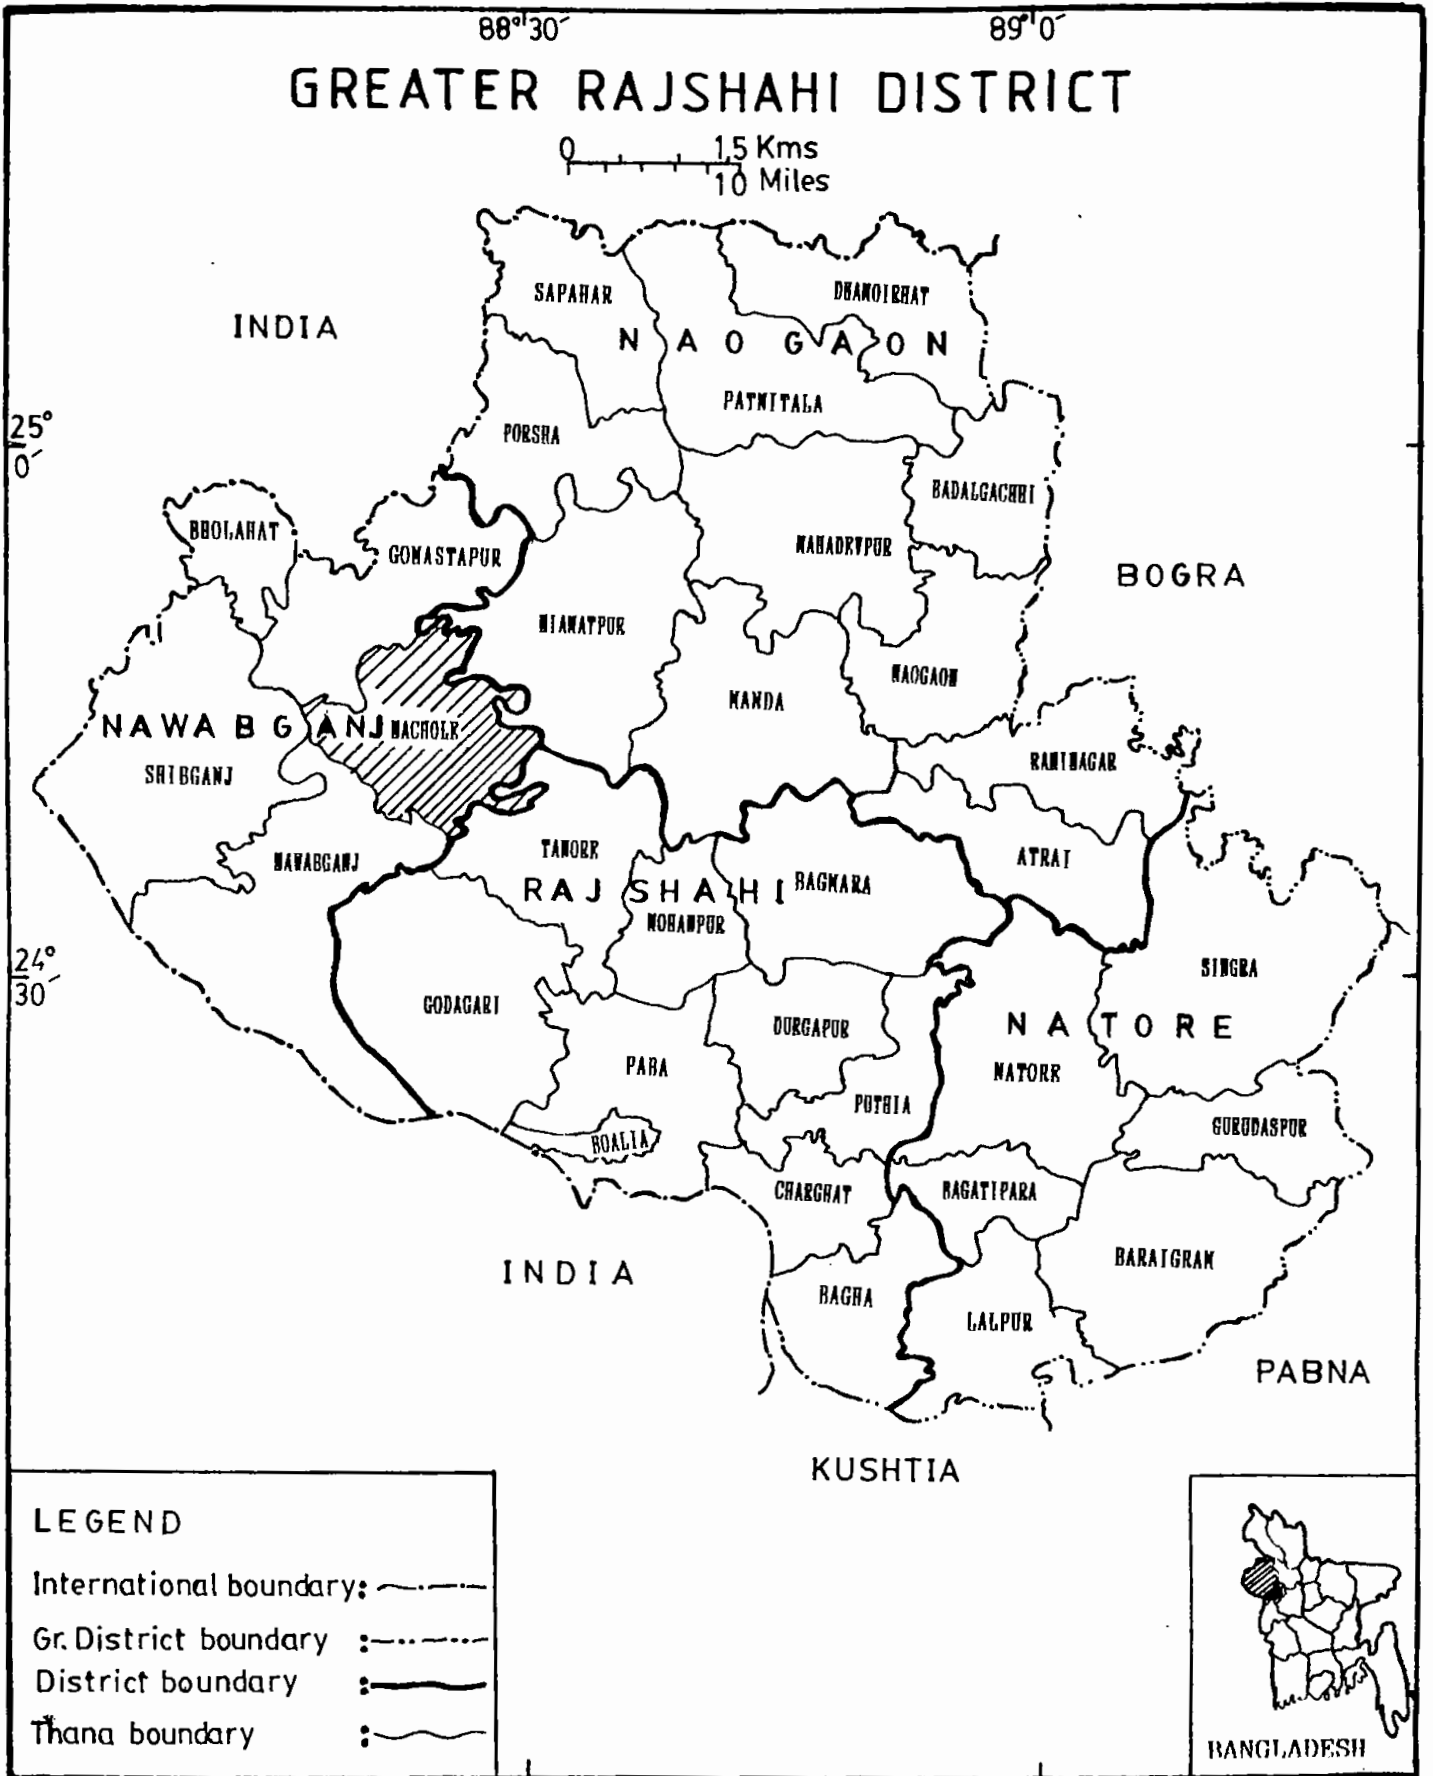 88°30′ 89°0′
GREATER RAJSHAHI DISTRICT
0 15 Kms
10 Miles
SAPAHAR
DHAMOIRHAT
INDIA
NAOGAON
PATNITALA
25°
0′
PORSHA
BADALGACHHI
BHOLAHAT
GOMASTAPUR
MAHADEVPUR
BOGRA
NIAMATPUR
NAOGAON
MANDA
NAWABGANJ
NACHOLE
RANINAGAR
SHIBGANJ
TANORE
ATRAI
NAWABGANJ
RAJSHAHI
BAGMARA
MOHANPUR
24°
30′
SINGRA
GODAGARI
DURGAPUR
NATORE
PABA
NATORE
PUTHIA
GURUDASPUR
BOALIA
CHARGHAT
BAGATIPARA
BARAIGRAM
INDIA
BAGHA
LALPUR
PABNA
KUSHTIA
LEGEND
International boundary:
Gr. District boundary :
District boundary :
Thana boundary :
BANGLADESH